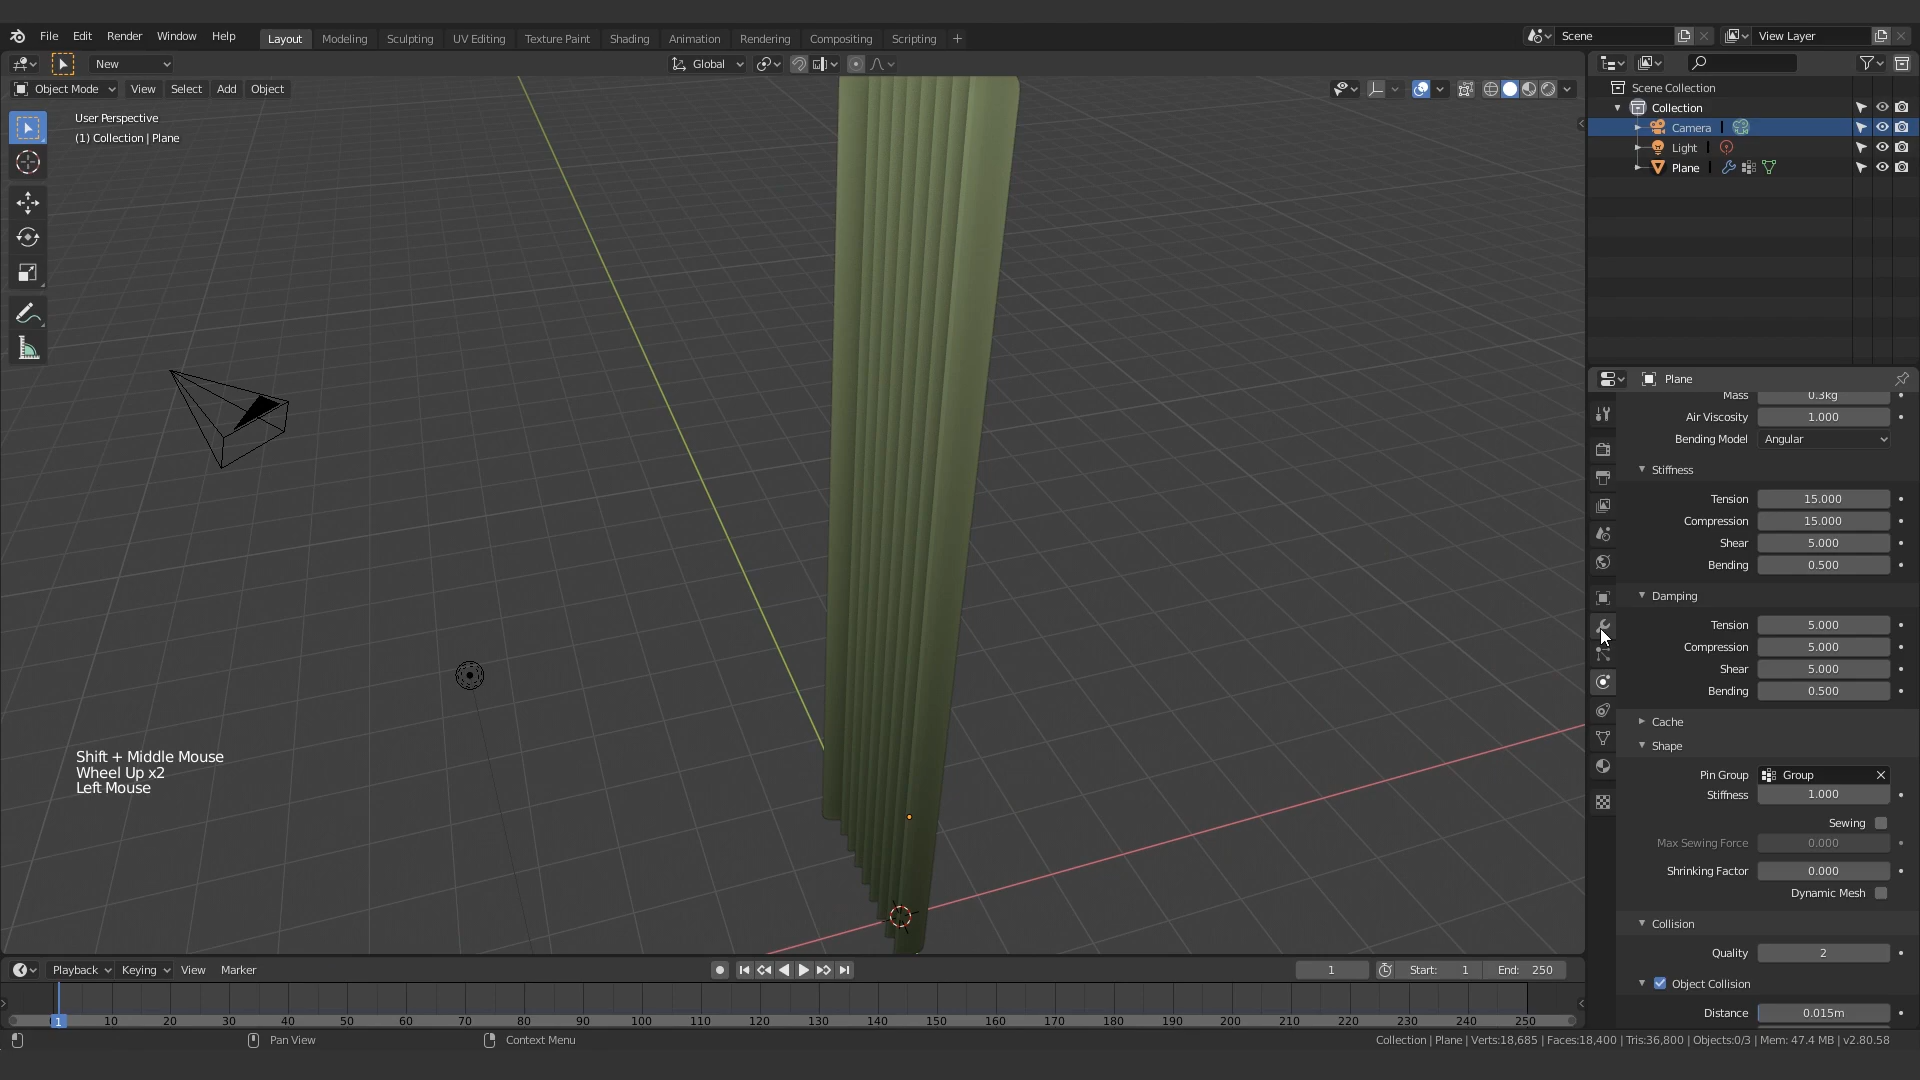 File Edit Render Window Help Layout Modeling Sculpting UV Editing Texture Paint Shading Animation Rendering Compositing Scripting + Scene View Layer
New Global
Object Mode View Select Add Object
User Perspective
(1) Collection | Plane
Scene Collection
Collection
Camera
Light
Plane
Plane
Mass 0.3kg
Air Viscosity 1.000
Bending Model Angular
Stiffness
Tension 15.000
Compression 15.000
Shear 5.000
Bending 0.500
Damping
Tension 5.000
Compression 5.000
Shear 5.000
Bending 0.500
Cache
Shape
Pin Group Group
Stiffness 1.000
Sewing
Max Sewing Force 0.000
Shrinking Factor 0.000
Dynamic Mesh
Collision
Quality 2
Object Collision
Distance 0.015m
Shift + Middle Mouse
Wheel Up x2
Left Mouse
Playback Keying View Marker 1 Start: 1 End: 250
1 10 20 30 40 50 60 70 80 90 100 110 120 130 140 150 160 170 180 190 200 210 220 230 240 250
Pan View Context Menu Collection | Plane | Verts:18,685 | Faces:18,400 | Tris:36,800 | Objects:0/3 | Mem: 47.4 MB | v2.80.58